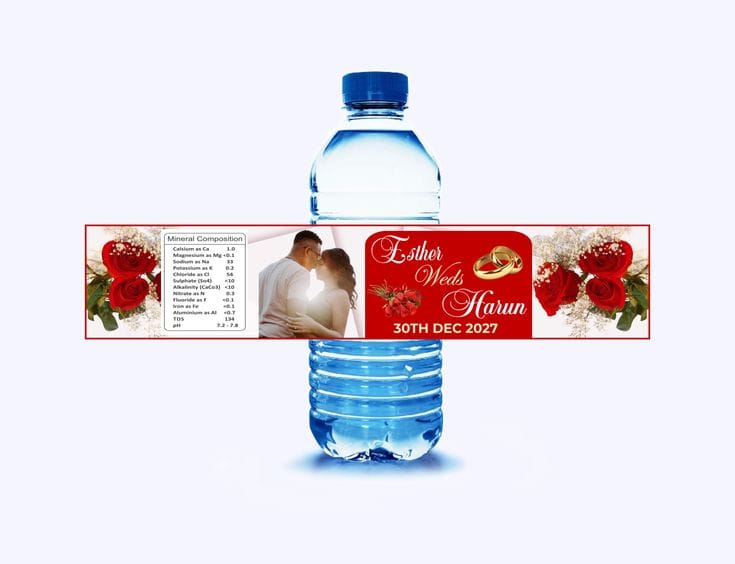 Mineral Composition
Calcium as Ca 1.0
Magnesium as Mg <0.1
Sodium as Na 33
Potassium as K 0.2
Chloride as Cl 54
Sulphate (So4) <10
Alkalinity (CaCo3) <10
Nitrate as N 0.3
Fluoride as F <0.1
Iron as Fe <0.1
Aluminium as Al <0.7
TDS 134
pH 7.2 - 7.8
Esther
Weds
Harun
30TH DEC 2027